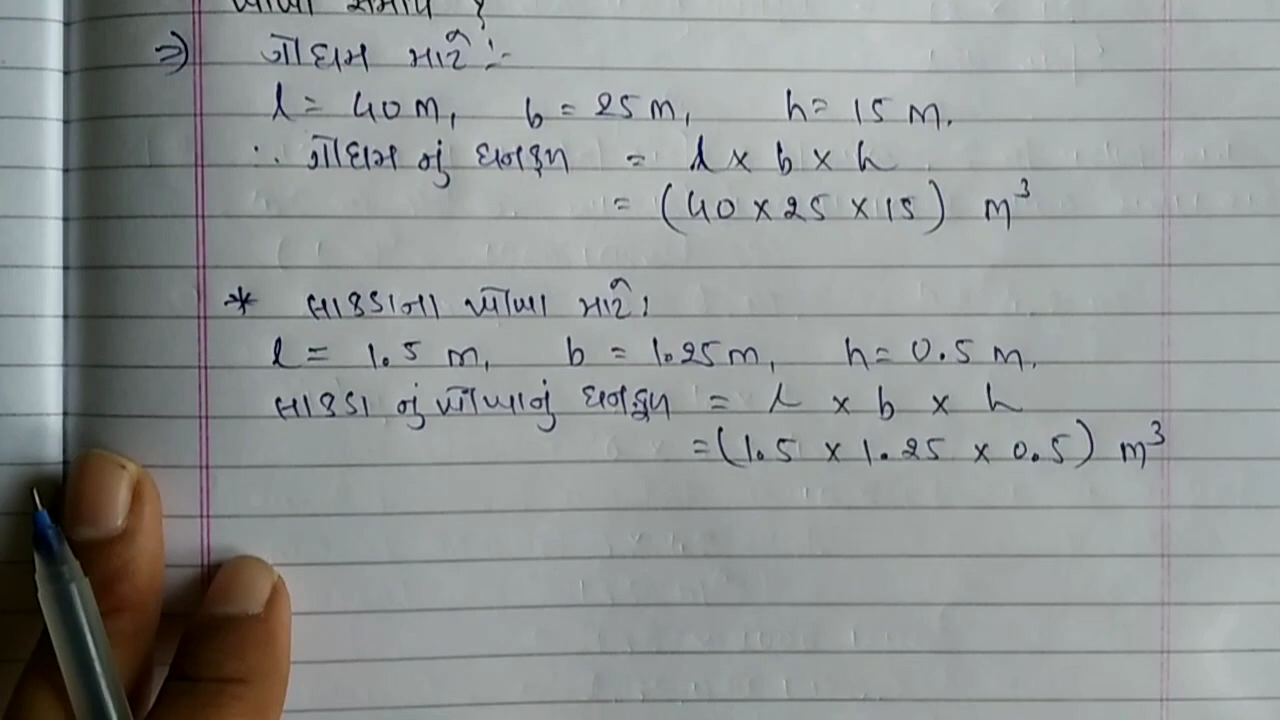 ખોખા સમાય ?
⇒ ગોદામ માટે :-
l = 40 m, b = 25 m, h = 15 m.
∴ ગોદામ નું ઘનફળ = l × b × h
= (40 × 25 × 15) m³
* લાકડાના ખોખા માટે :
l = 1.5 m, b = 1.25 m, h = 0.5 m.
લાકડા નું ખોખાનું ઘનફળ = l × b × h
= (1.5 × 1.25 × 0.5) m³